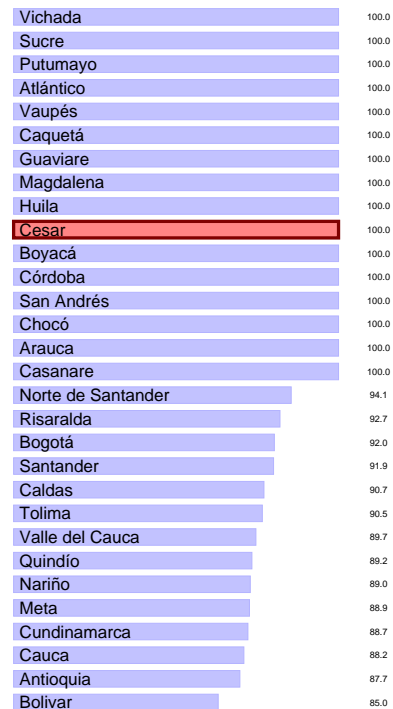 Vichada 100.0
Sucre 100.0
Putumayo 100.0
Atlántico 100.0
Vaupés 100.0
Caquetá 100.0
Guaviare 100.0
Magdalena 100.0
Huila 100.0
Cesar 100.0
Boyacá 100.0
Córdoba 100.0
San Andrés 100.0
Chocó 100.0
Arauca 100.0
Casanare 100.0
Norte de Santander 94.1
Risaralda 92.7
Bogotá 92.0
Santander 91.9
Caldas 90.7
Tolima 90.5
Valle del Cauca 89.7
Quindío 89.2
Nariño 89.0
Meta 88.9
Cundinamarca 88.7
Cauca 88.2
Antioquia 87.7
Bolivar 85.0